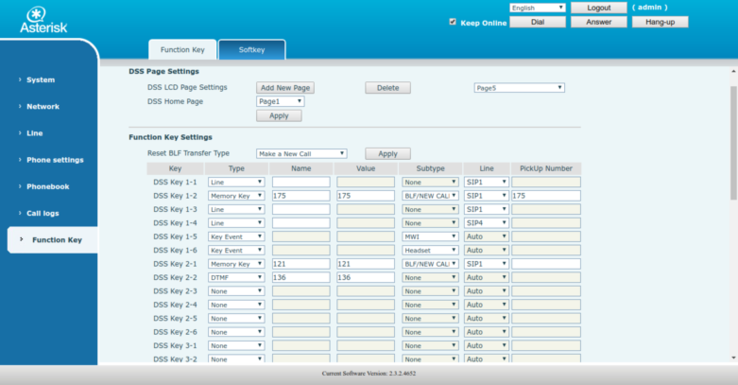 English Logout ( admin )
Asterisk
Keep Online Dial Answer Hang-up
Function Key Softkey
System
Network
Line
Phone settings
Phonebook
Call logs
Function Key
DSS Page Settings
DSS LCD Page Settings Add New Page Delete Page5
DSS Home Page Page1
Apply
Function Key Settings
Reset BLF Transfer Type Make a New Call Apply
Key Type Name Value Subtype Line PickUp Number
DSS Key 1-1 Line None SIP1
DSS Key 1-2 Memory Key 175 175 BLF/NEW CAL SIP1 175
DSS Key 1-3 Line None SIP1
DSS Key 1-4 Line None SIP4
DSS Key 1-5 Key Event MWI Auto
DSS Key 1-6 Key Event Headset Auto
DSS Key 2-1 Memory Key 121 121 BLF/NEW CAL SIP1
DSS Key 2-2 DTMF 136 136 None Auto
DSS Key 2-3 None None Auto
DSS Key 2-4 None None Auto
DSS Key 2-5 None None Auto
DSS Key 2-6 None None Auto
DSS Key 3-1 None None Auto
DSS Key 3-2 None None Auto
Current Software Version: 2.3.2.4652